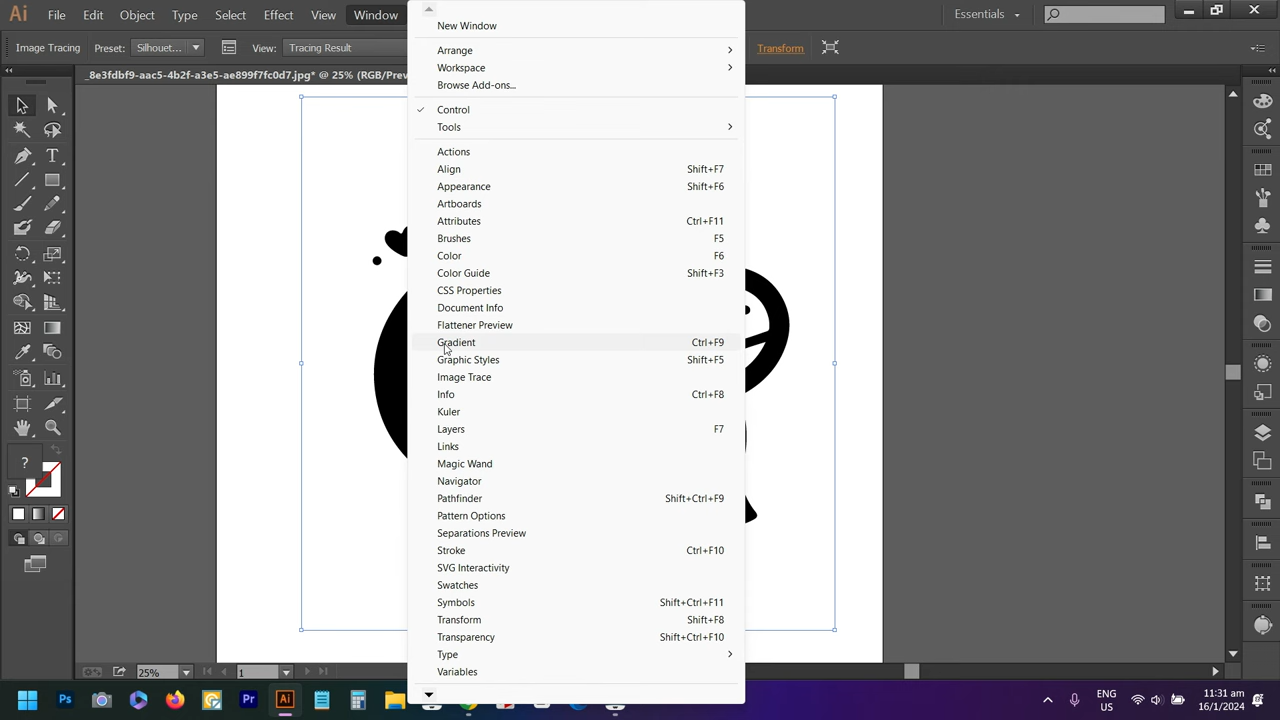 Ai File Edit Object Type Select Effect View Window Essentials
Image Tracing Preset: Silhouet... View: Tracing Result Transform
_8e3fdbf9-ac5-4b2f-a3e5-ae899f7fc0d7.jpg* @ 25% (RGB/Prev
New Window
Arrange
Workspace
Browse Add-ons...
Control
Tools
Actions
Align Shift+F7
Appearance Shift+F6
Artboards
Attributes Ctrl+F11
Brushes F5
Color F6
Color Guide Shift+F3
CSS Properties
Document Info
Flattener Preview
Gradient Ctrl+F9
Graphic Styles Shift+F5
Image Trace
Info Ctrl+F8
Kuler
Layers F7
Links
Magic Wand
Navigator
Pathfinder Shift+Ctrl+F9
Pattern Options
Separations Preview
Stroke Ctrl+F10
SVG Interactivity
Swatches
Symbols Shift+Ctrl+F11
Transform Shift+F8
Transparency Shift+Ctrl+F10
Type
Variables
25% 1
Ps Pr Ai
ENG
US
11:31 am
16/1/2024